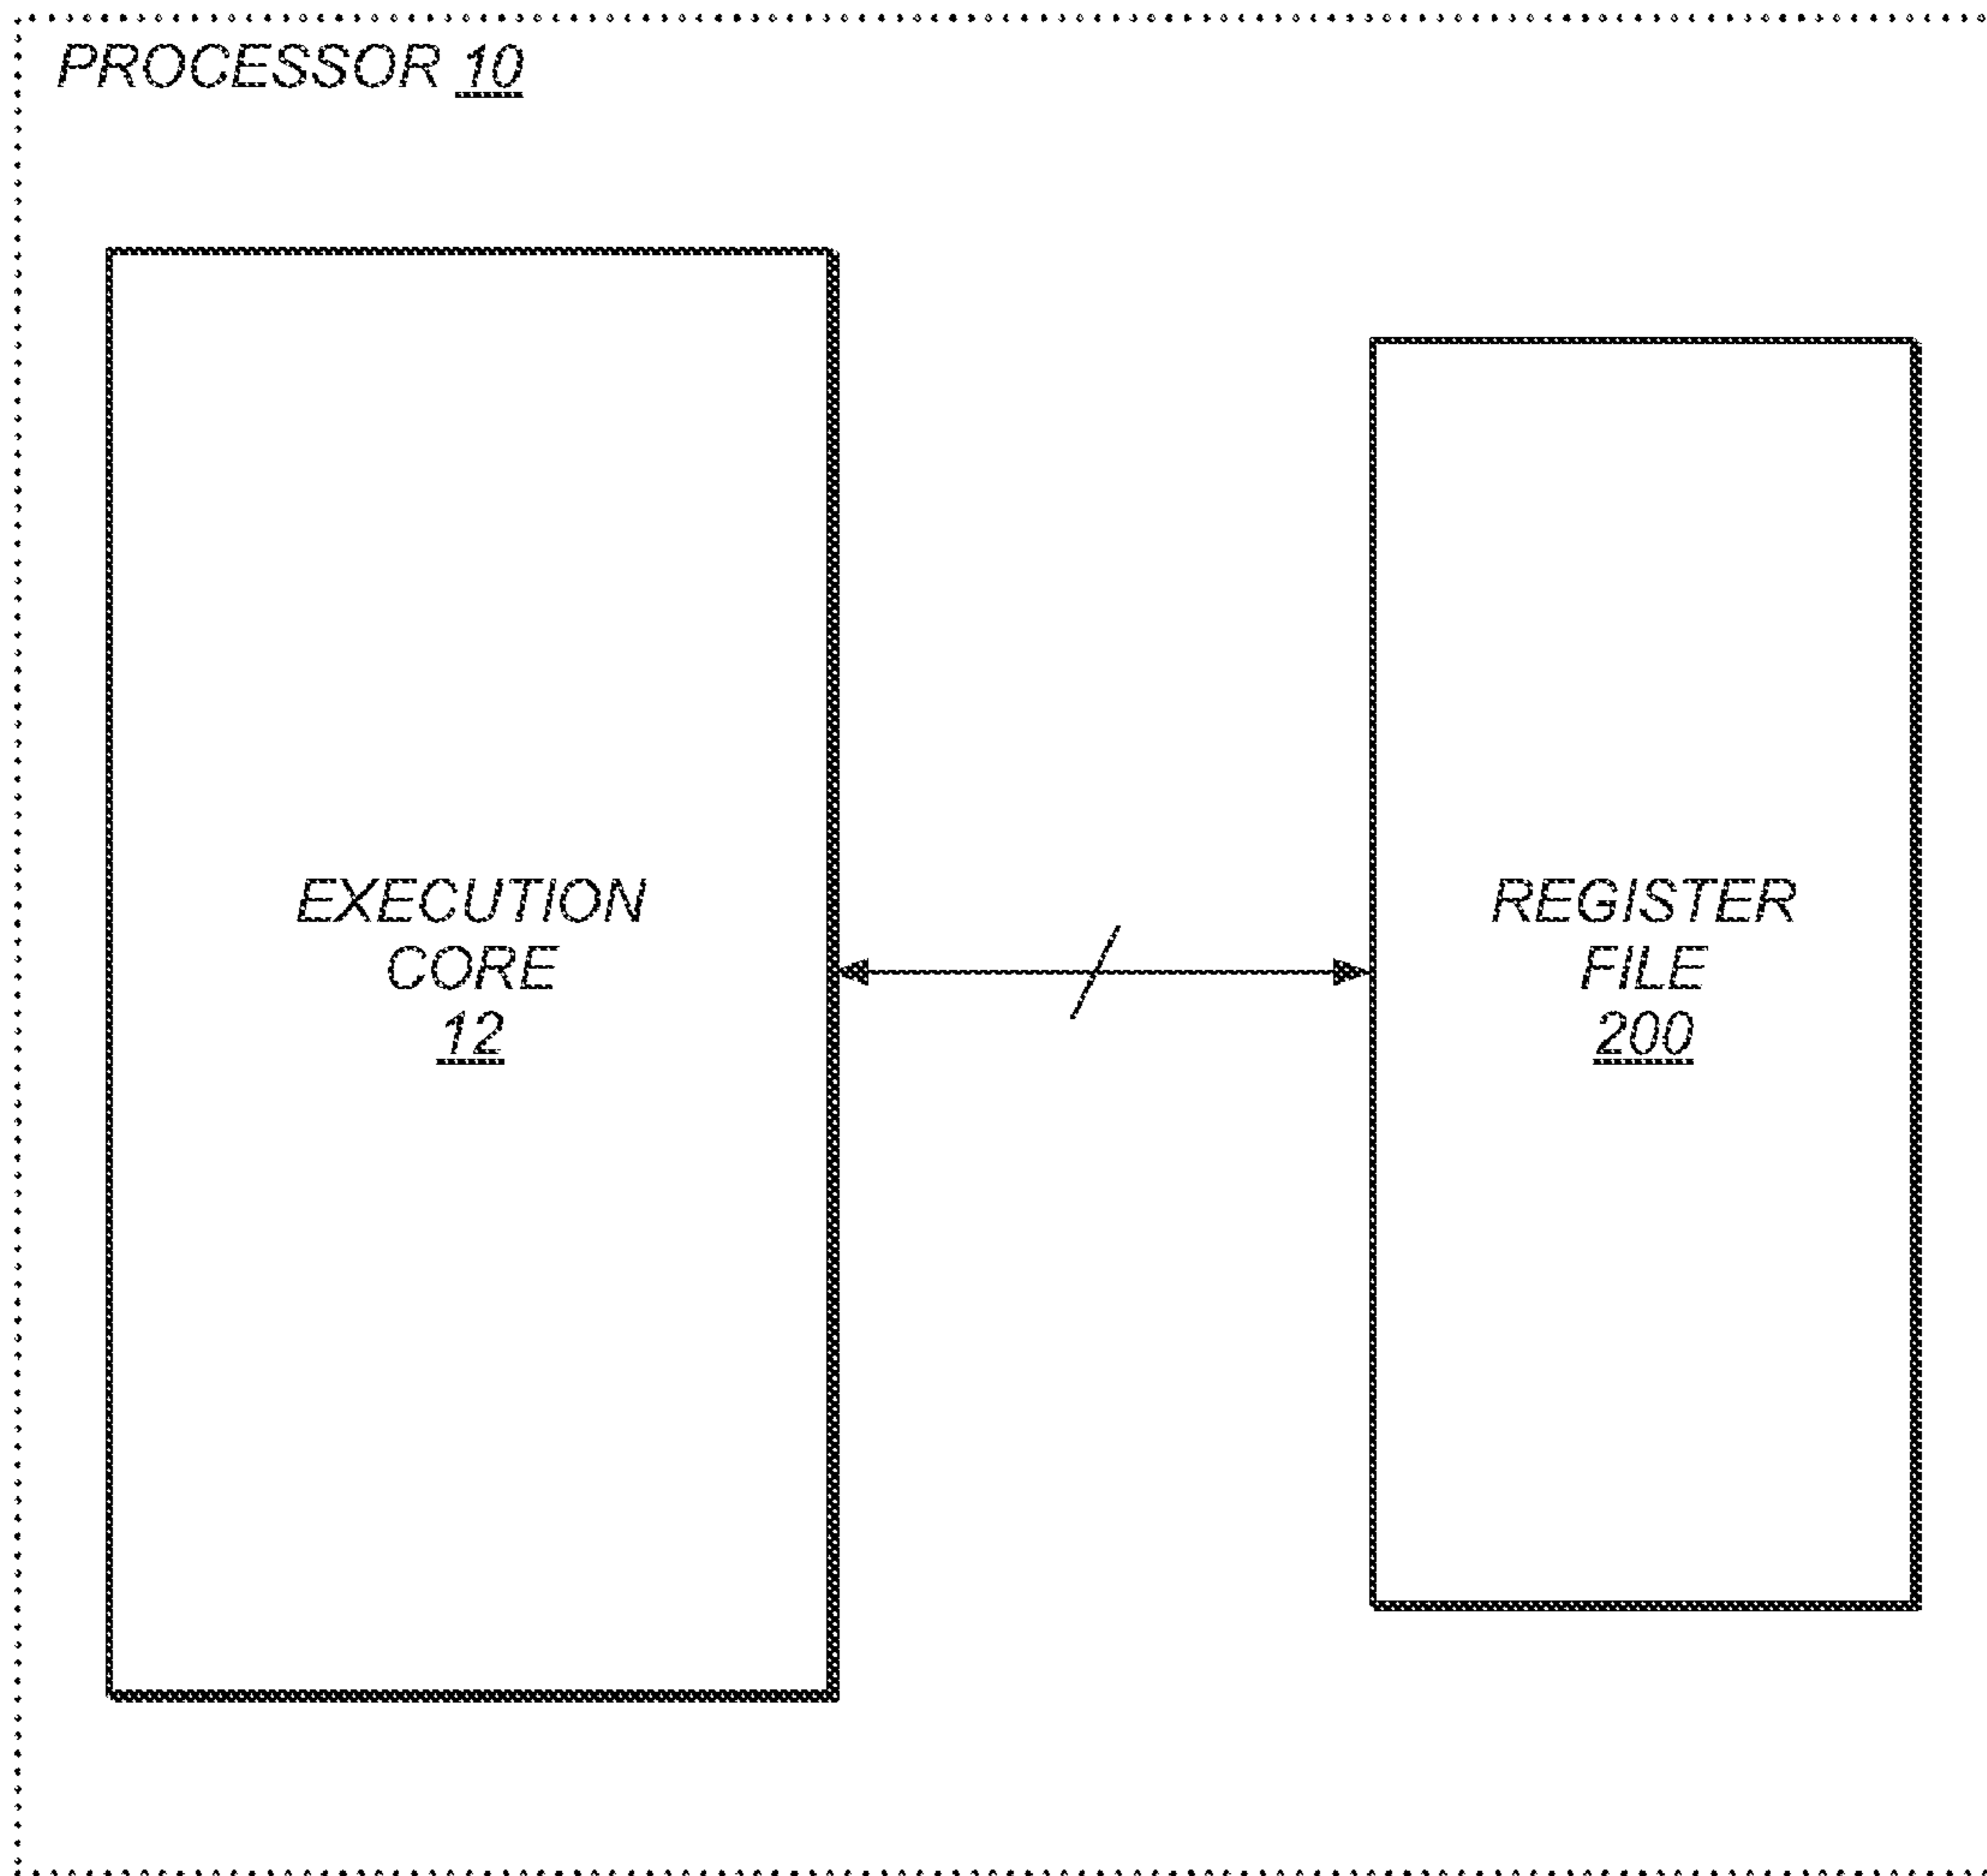 PROCESSOR 10
EXECUTION
CORE
12
REGISTER
FILE
200